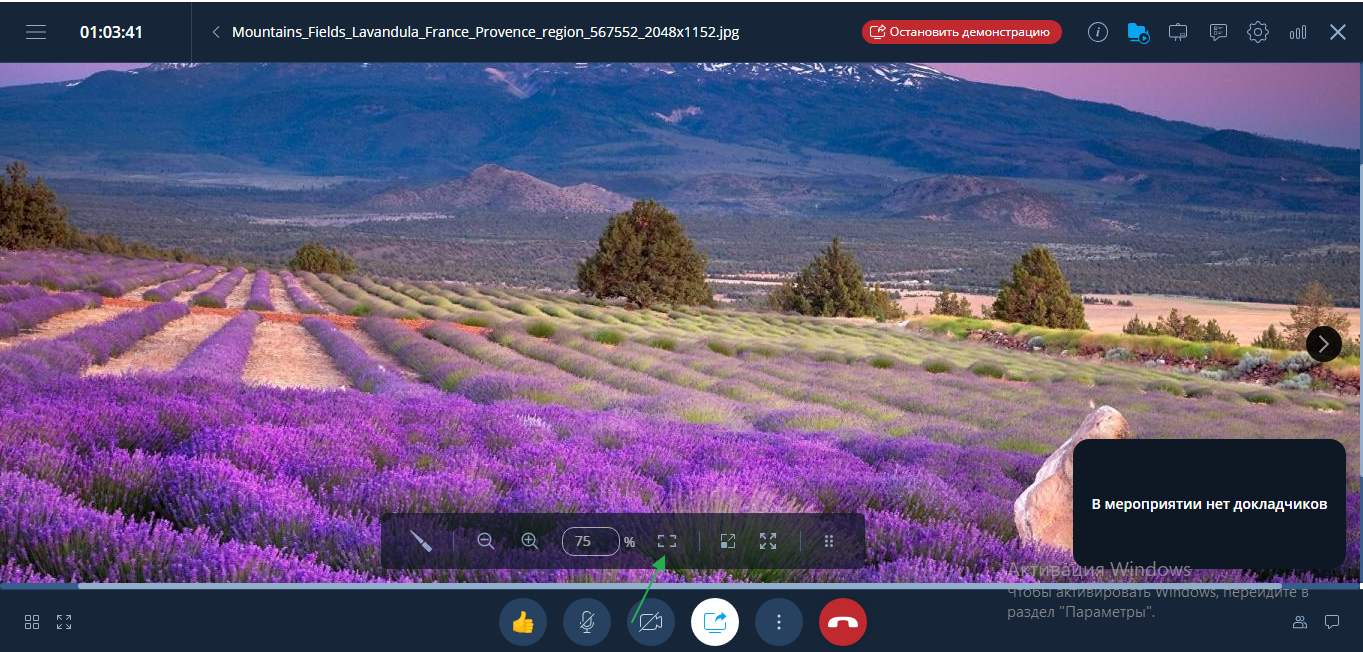 01:03:41
Mountains_Fields_Lavandula_France_Provence_region_567552_2048x1152.jpg
Остановить демонстрацию
В мероприятии нет докладчиков
75 %
Активация Windows
Чтобы активировать Windows, перейдите в
раздел "Параметры".